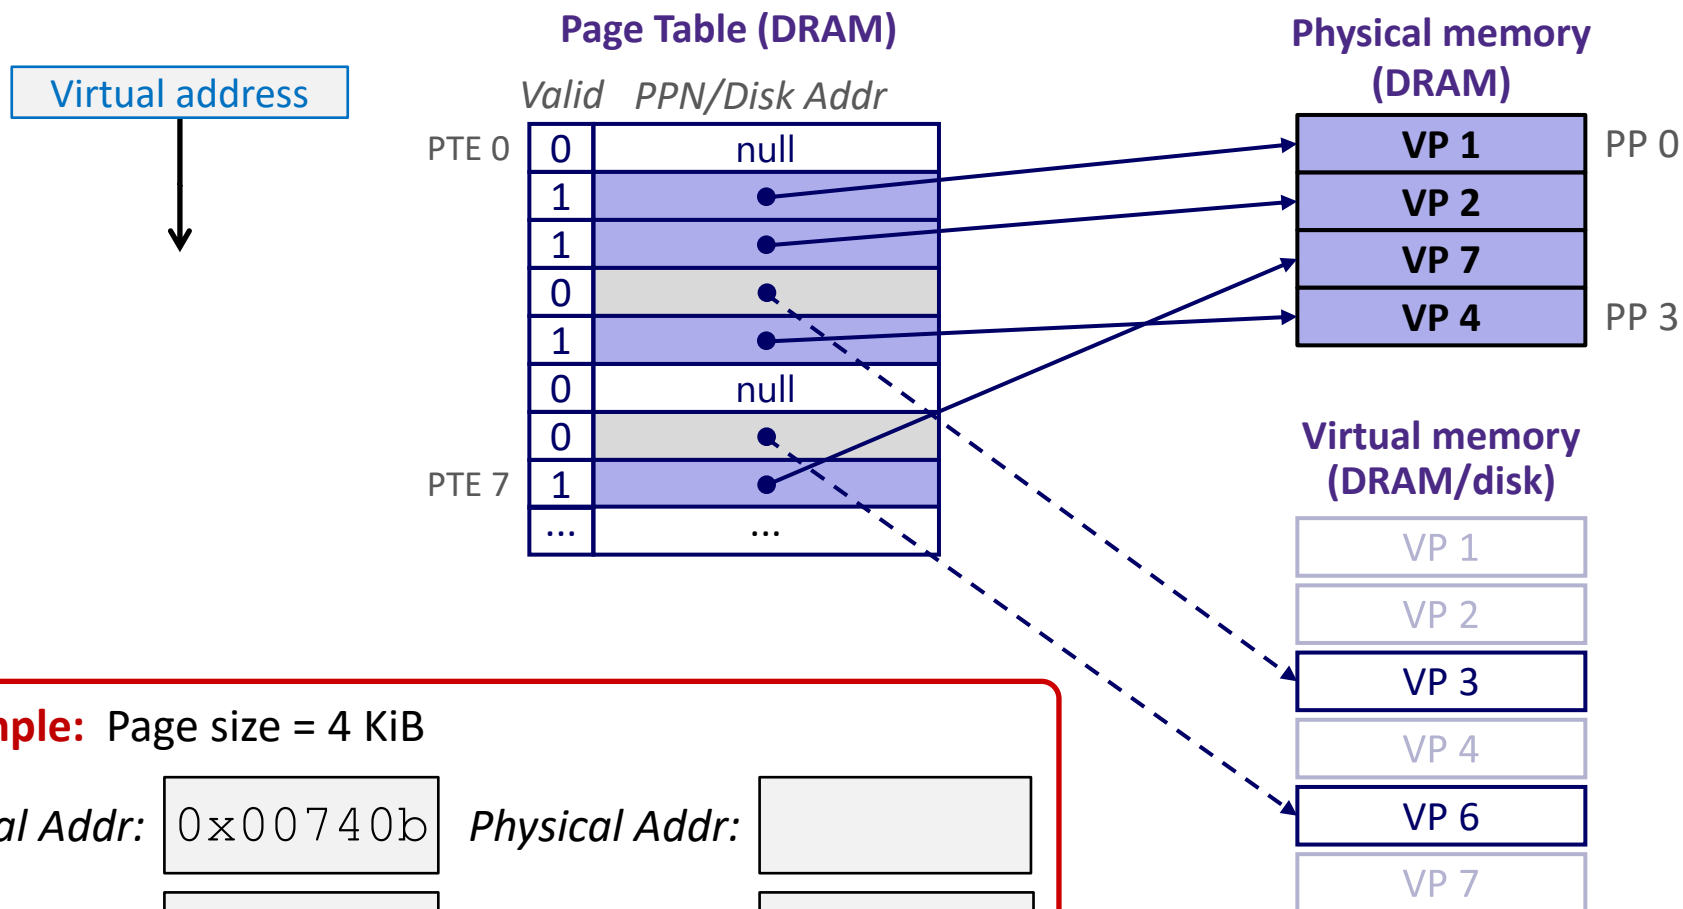 Page Table (DRAM)
Physical memory
(DRAM)
Virtual address
Valid PPN/Disk Addr
PTE 0 0 null
1
1
0
1
0 null
0
PTE 7 1
... ...
VP 1 PP 0
VP 2
VP 7
VP 4 PP 3
Virtual memory
(DRAM/disk)
VP 1
VP 2
VP 3
VP 4
VP 6
VP 7
nple: Page size = 4 KiB
al Addr: 0x00740b Physical Addr: